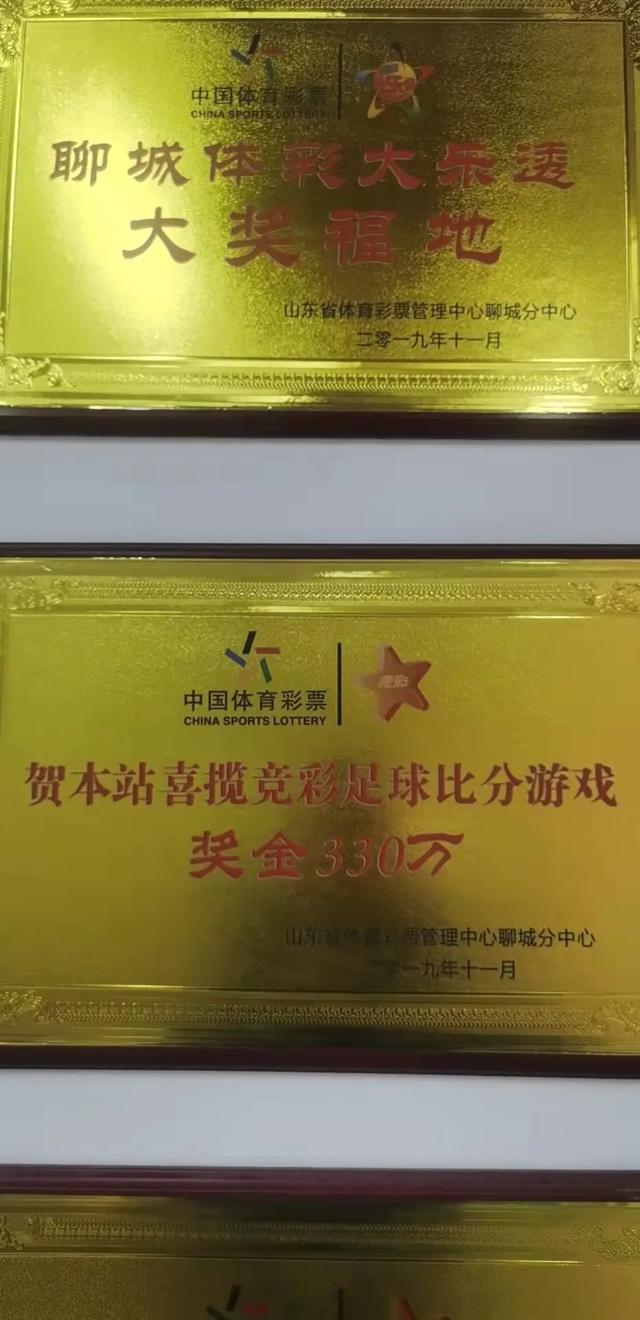 中国体育彩票
CHINA SPORTS LOTTERY
聊城体彩大乐透
大奖福地
山东省体育彩票管理中心聊城分中心
二零一九年十一月
中国体育彩票
CHINA SPORTS LOTTERY
竞彩
贺本站喜揽竞彩足球比分游戏
奖金330万
山东省体育彩票管理中心聊城分中心
二零一九年十一月